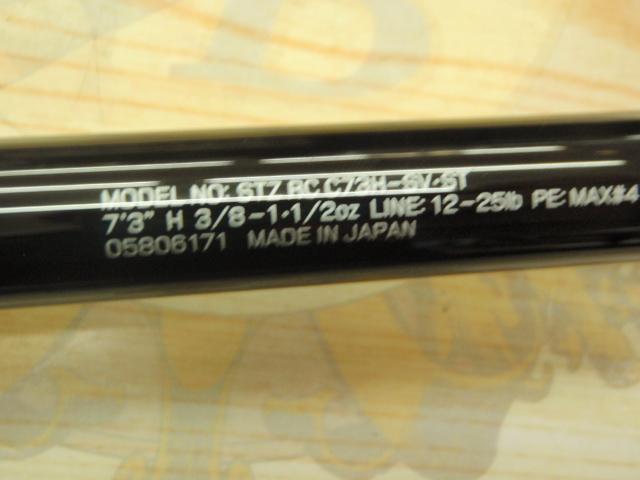 MODEL NO: STZ BC C73H-SV・ST
7'3" H 3/8-1・1/2oz LINE: 12-25lb PE: MAX#4
05806171 MADE IN JAPAN